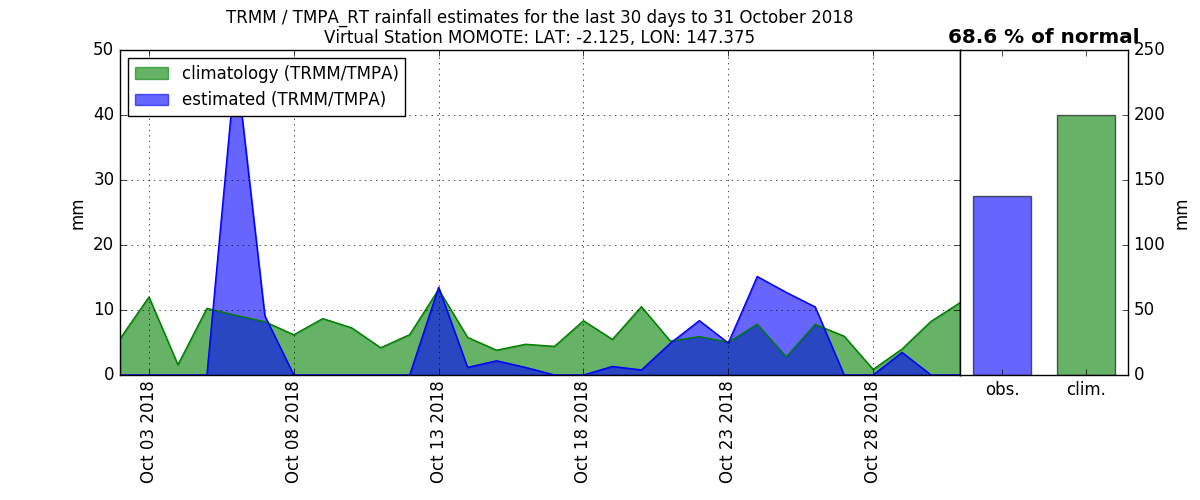 TRMM / TMPA_RT rainfall estimates for the last 30 days to 31 October 2018
Virtual Station MOMOTE: LAT: -2.125, LON: 147.375
68.6 % of normal
climatology (TRMM/TMPA)
estimated (TRMM/TMPA)
50
40
30
20
10
0
mm
Oct 03 2018
Oct 08 2018
Oct 13 2018
Oct 18 2018
Oct 23 2018
Oct 28 2018
250
200
150
100
50
0
mm
obs.
clim.